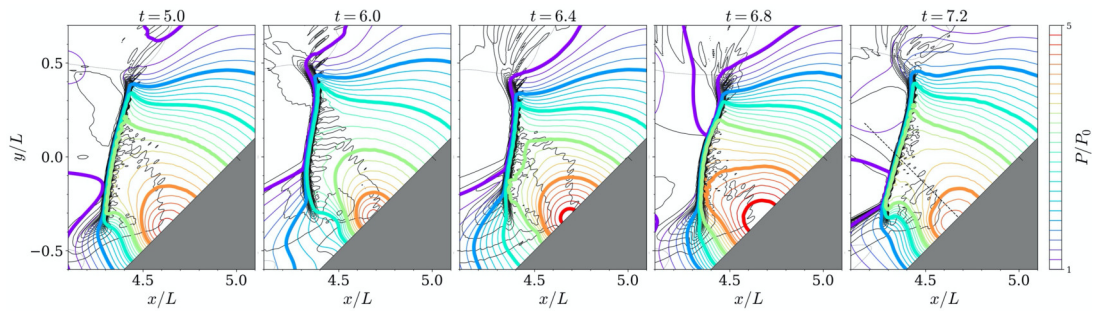 t = 5.0 t = 6.0 t = 6.4 t = 6.8 t = 7.2
5
0.5
y/L
0.0
P/P₀
−0.5
1
4.5 5.0 4.5 5.0 4.5 5.0 4.5 5.0 4.5 5.0
x/L x/L x/L x/L x/L